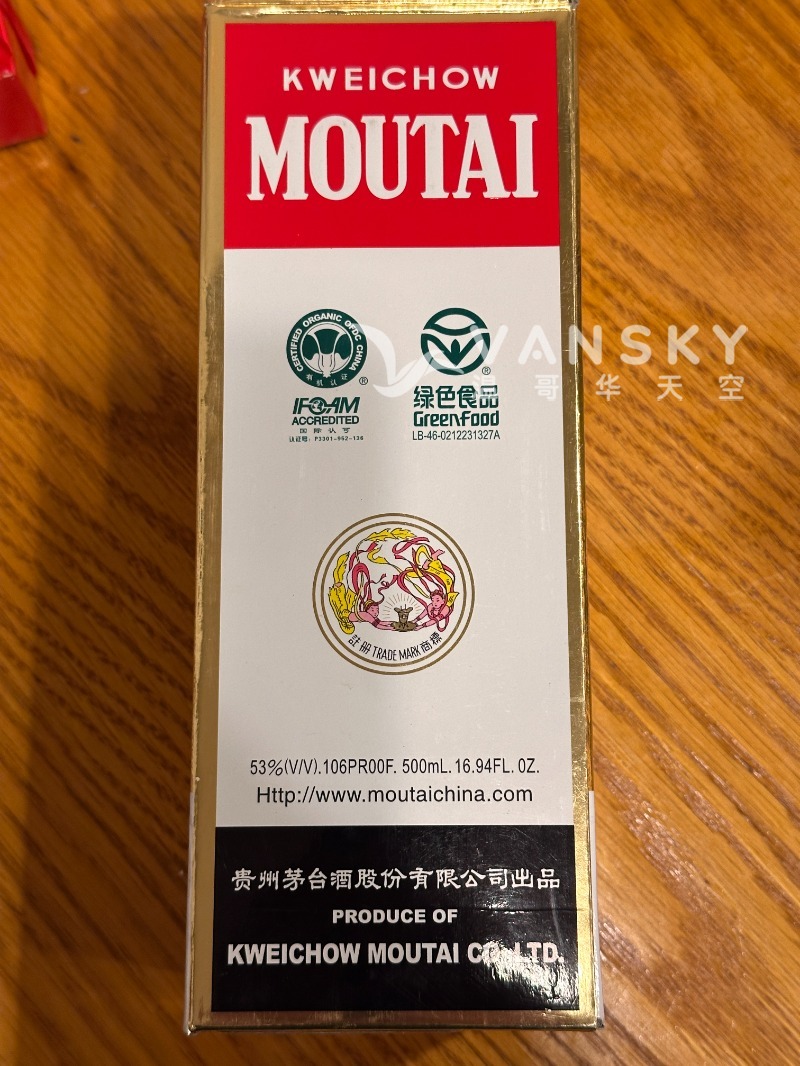 KWEICHOW
MOUTAI
CERTIFIED ORGANIC OFDC CHINA
有机认证
®
IFOAM
ACCREDITED
国际认可
®
绿色食品
GreenFood
LB-46-0212231327A
VANSKY
哥华天空
註册 TRADE MARK 商標
53%(V/V).106PROOF. 500mL. 16.94FL. OZ.
Http://www.moutaichina.com
贵州茅台酒股份有限公司出品
PRODUCE OF
KWEICHOW MOUTAI CO., LTD.